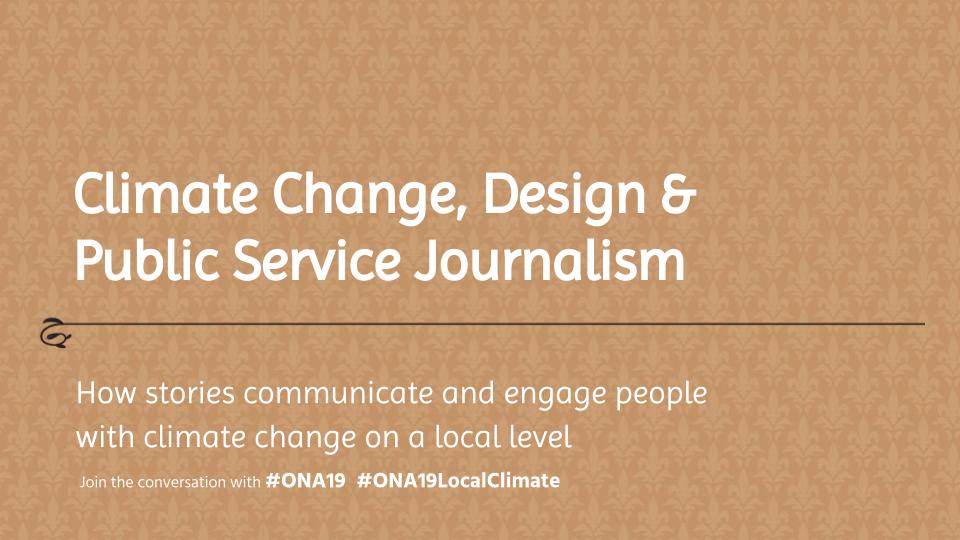 Climate Change, Design &
Public Service Journalism
How stories communicate and engage people
with climate change on a local level
Join the conversation with #ONA19 #ONA19LocalClimate